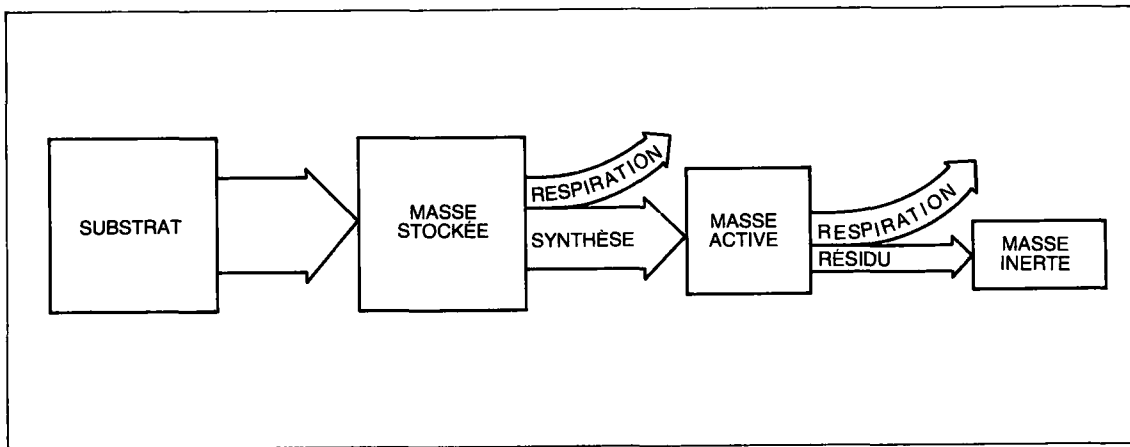 SUBSTRAT
MASSE
STOCKÉE
RESPIRATION
SYNTHÈSE
MASSE
ACTIVE
RESPIRATION
RÉSIDU
MASSE
INERTE